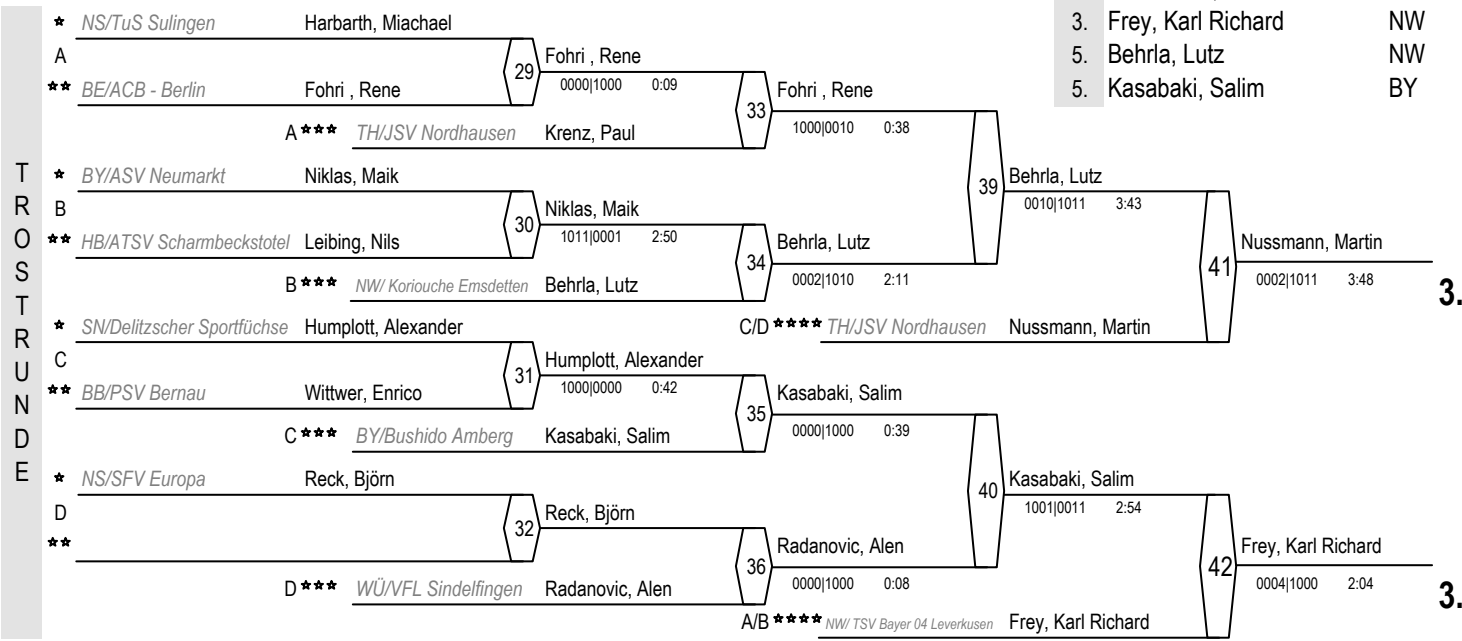 3. Frey, Karl Richard NW
5. Behrla, Lutz NW
5. Kasabaki, Salim BY
TROSTRUNDE
* NS/TuS Sulingen Harbarth, Miachael
A
** BE/ACB - Berlin Fohri , Rene
29 Fohri , Rene
0000|1000 0:09
A *** TH/JSV Nordhausen Krenz, Paul
33 Fohri , Rene
1000|0010 0:38
* BY/ASV Neumarkt Niklas, Maik
B
** HB/ATSV Scharmbeckstotel Leibing, Nils
30 Niklas, Maik
1011|0001 2:50
B *** NW/ Koriouche Emsdetten Behrla, Lutz
34 Behrla, Lutz
0002|1010 2:11
39 Behrla, Lutz
0010|1011 3:43
C/D **** TH/JSV Nordhausen Nussmann, Martin
41 Nussmann, Martin
0002|1011 3:48
3.
* SN/Delitzscher Sportfüchse Humplott, Alexander
C
** BB/PSV Bernau Wittwer, Enrico
31 Humplott, Alexander
1000|0000 0:42
C *** BY/Bushido Amberg Kasabaki, Salim
35 Kasabaki, Salim
0000|1000 0:39
* NS/SFV Europa Reck, Björn
D
**
32 Reck, Björn
D *** WÜ/VFL Sindelfingen Radanovic, Alen
36 Radanovic, Alen
0000|1000 0:08
40 Kasabaki, Salim
1001|0011 2:54
A/B **** NW/ TSV Bayer 04 Leverkusen Frey, Karl Richard
42 Frey, Karl Richard
0004|1000 2:04
3.